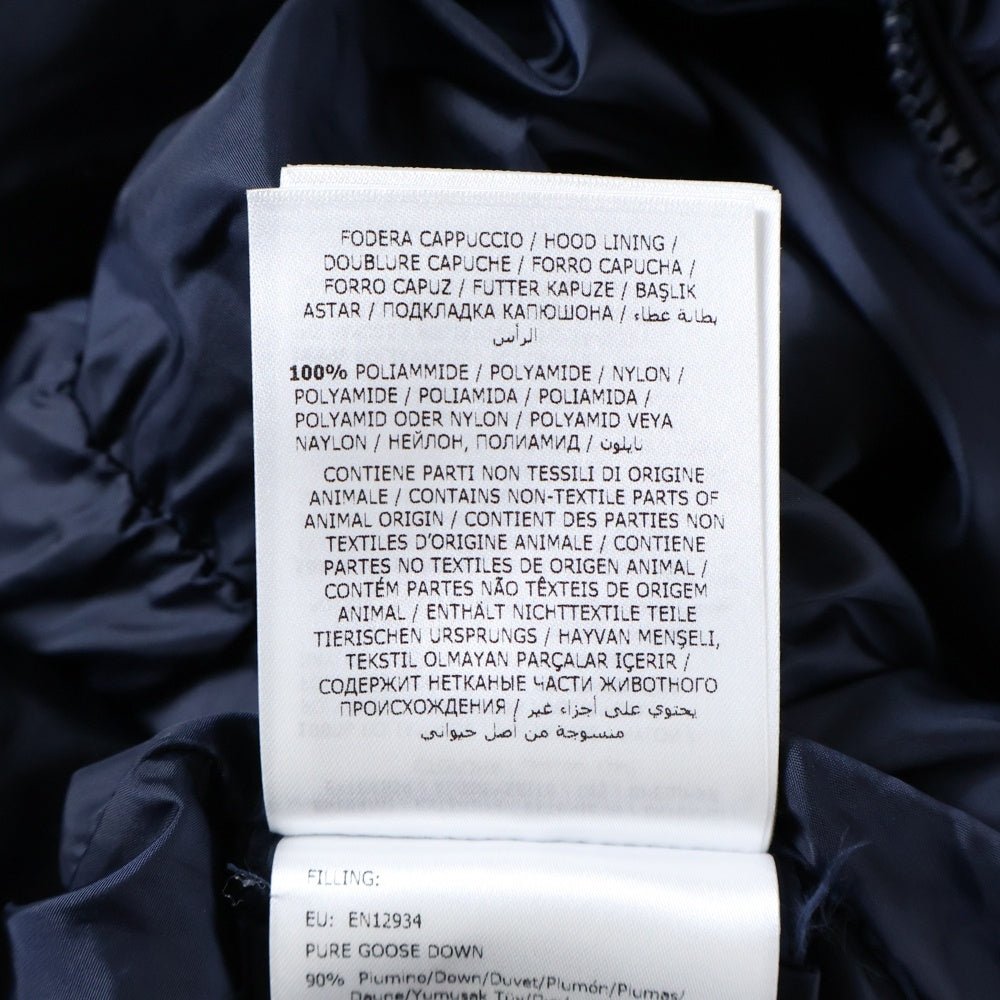 FODERA CAPPUCCIO / HOOD LINING /
DOUBLURE CAPUCHE / FORRO CAPUCHA /
FORRO CAPUZ / FUTTER KAPUZE / BAŞLIK
ASTAR / ПОДКЛАДКА КАПЮШОНА / بطانة غطاء
الرأس
100% POLIAMMIDE / POLYAMIDE / NYLON /
POLYAMIDE / POLIAMIDA / POLIAMIDA /
POLYAMID ODER NYLON / POLYAMID VEYA
NAYLON / НЕЙЛОН, ПОЛИАМИД / نايلون
CONTIENE PARTI NON TESSILI DI ORIGINE
ANIMALE / CONTAINS NON-TEXTILE PARTS OF
ANIMAL ORIGIN / CONTIENT DES PARTIES NON
TEXTILES D'ORIGINE ANIMALE / CONTIENE
PARTES NO TEXTILES DE ORIGEN ANIMAL /
CONTÉM PARTES NÃO TÊXTEIS DE ORIGEM
ANIMAL / ENTHÄLT NICHTTEXTILE TEILE
TIERISCHEN URSPRUNGS / HAYVAN MENŞELİ,
TEKSTIL OLMAYAN PARÇALAR IÇERIR /
СОДЕРЖИТ НЕТКАНЫЕ ЧАСТИ ЖИВОТНОГО
ПРОИСХОЖДЕНИЯ / يحتوي على أجزاء غير
منسوجة من أصل حيواني
FILLING:
EU: EN12934
PURE GOOSE DOWN
90% Piumino/Down/Duvet/Plumón/Plumas/
Daune/Yumuşak